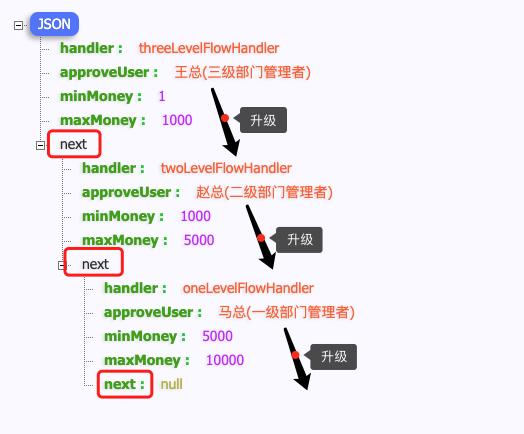 JSON
handler : threeLevelFlowHandler
approveUser : 王总(三级部门管理者)
minMoney : 1
maxMoney : 1000
升级
next
handler : twoLevelFlowHandler
approveUser : 赵总(二级部门管理者)
minMoney : 1000
maxMoney : 5000
升级
next
handler : oneLevelFlowHandler
approveUser : 马总(一级部门管理者)
minMoney : 5000
maxMoney : 10000
升级
next : null